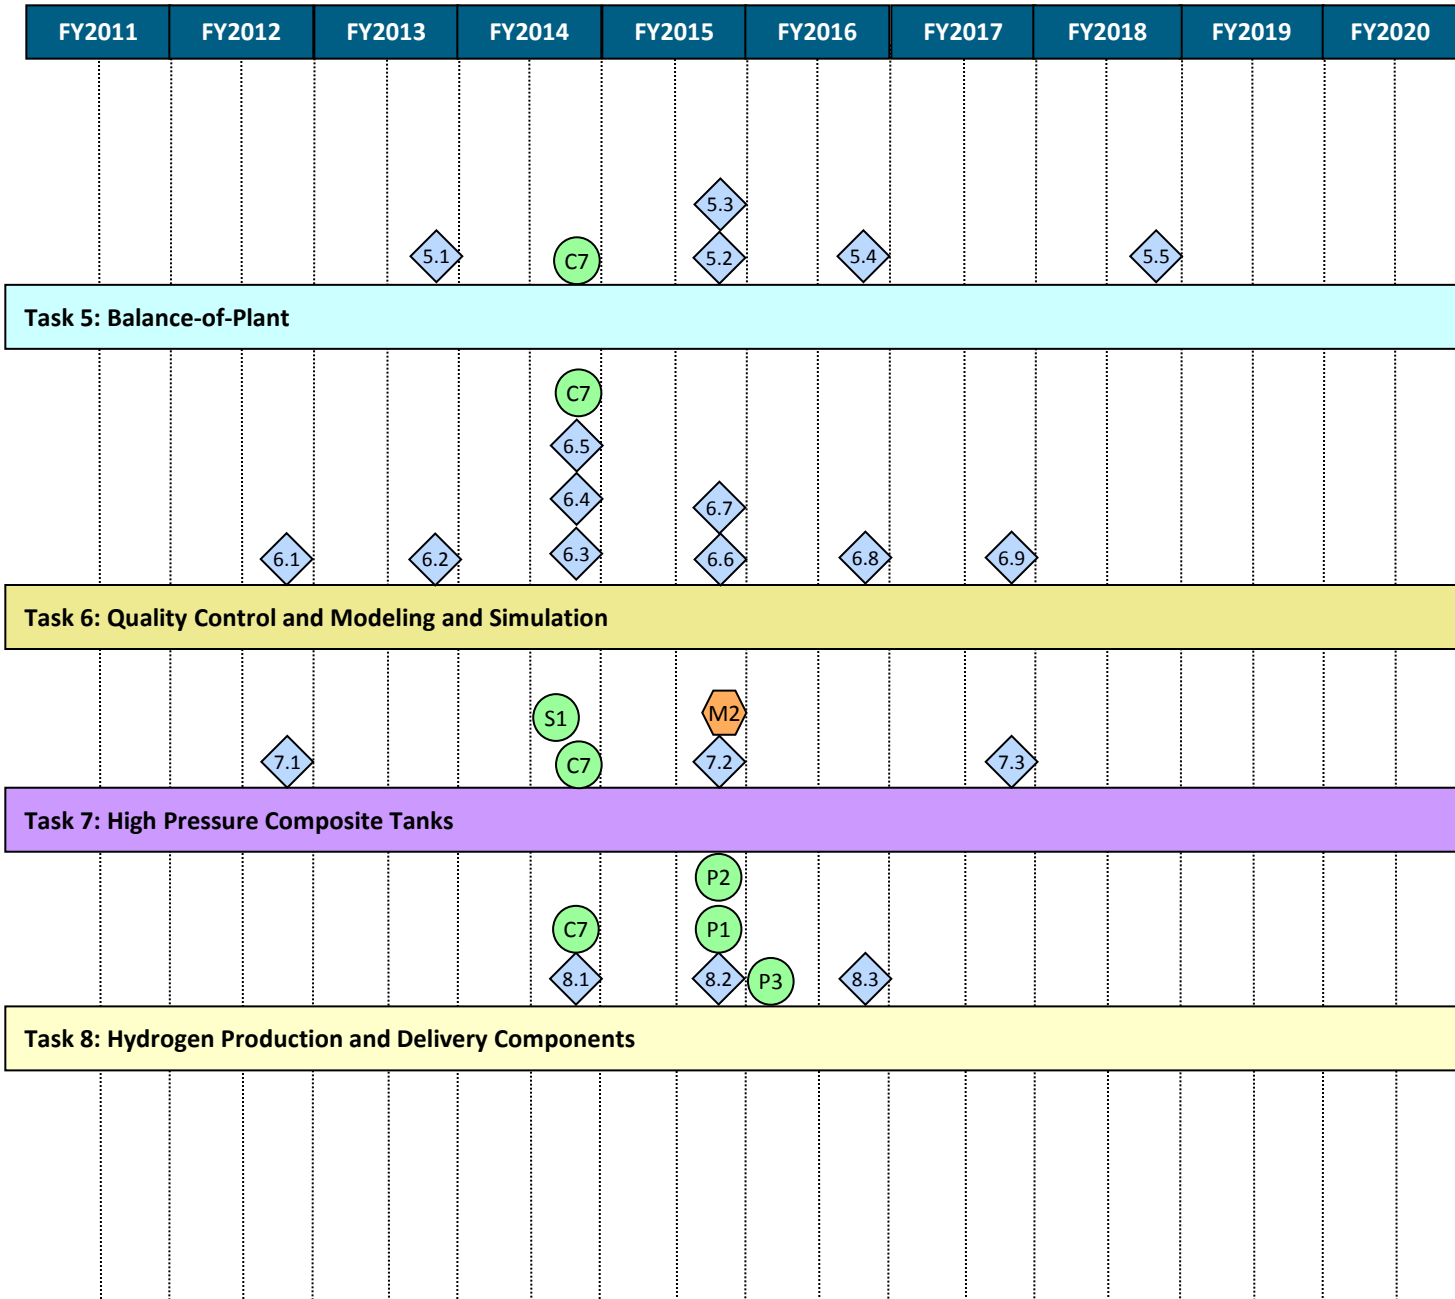 FY2011 FY2012 FY2013 FY2014 FY2015 FY2016 FY2017 FY2018 FY2019 FY2020
5.3
5.1 C7 5.2 5.4 5.5
Task 5: Balance-of-Plant
C7
6.5
6.4 6.7
6.1 6.2 6.3 6.6 6.8 6.9
Task 6: Quality Control and Modeling and Simulation
S1 M2
7.1 C7 7.2 7.3
Task 7: High Pressure Composite Tanks
P2
C7 P1
8.1 8.2 P3 8.3
Task 8: Hydrogen Production and Delivery Components